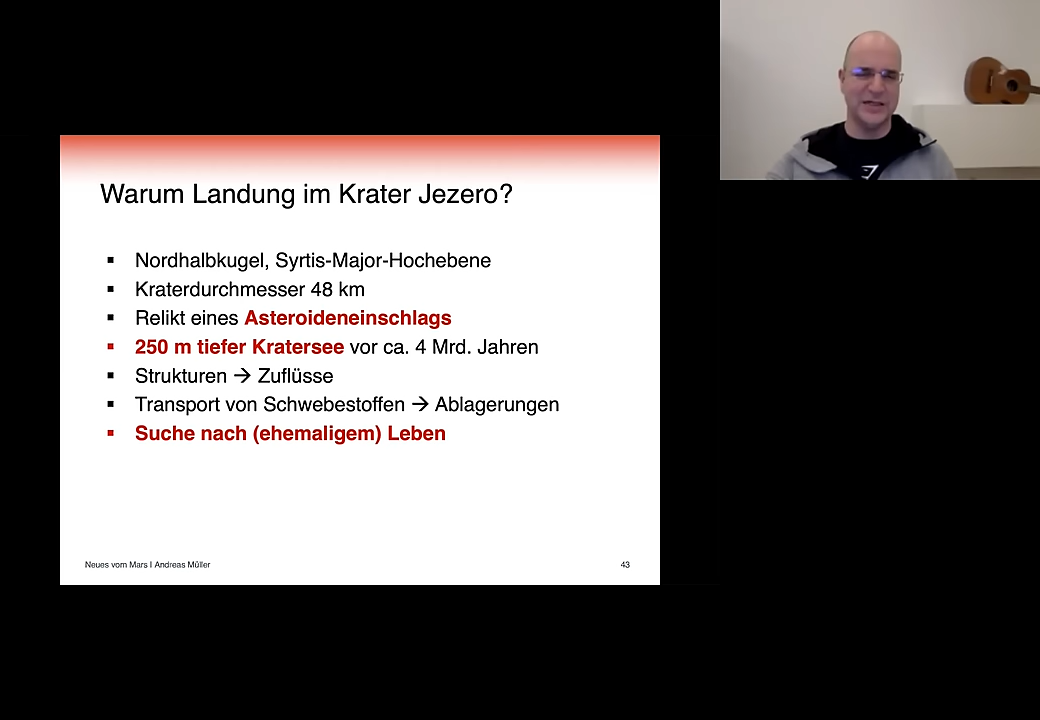 Warum Landung im Krater Jezero?
▪ Nordhalbkugel, Syrtis-Major-Hochebene
▪ Kraterdurchmesser 48 km
▪ Relikt eines Asteroideneinschlags
▪ 250 m tiefer Kratersee vor ca. 4 Mrd. Jahren
▪ Strukturen → Zuflüsse
▪ Transport von Schwebestoffen → Ablagerungen
▪ Suche nach (ehemaligem) Leben
Neues vom Mars I Andreas Müller
43